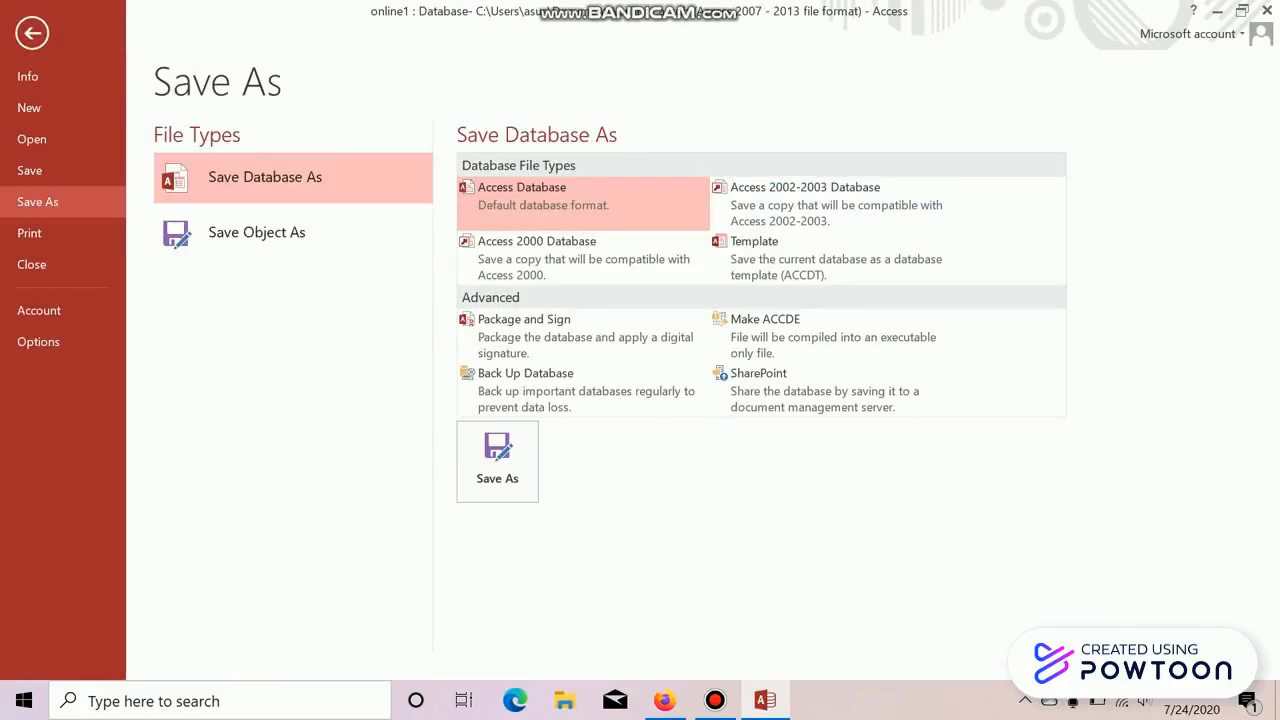 online1 : Database- C:\Users\asu
www.BANDICAM.com
2007 - 2013 file format) - Access
?
Microsoft account
Info
New
Open
Save
Save As
Print
Close
Account
Options
Save As
File Types
Save Database As
Save Object As
Save Database As
Database File Types
Access Database
Default database format.
Access 2002-2003 Database
Save a copy that will be compatible with
Access 2002-2003.
Access 2000 Database
Save a copy that will be compatible with
Access 2000.
Template
Save the current database as a database
template (ACCDT).
Advanced
Package and Sign
Package the database and apply a digital
signature.
Make ACCDE
File will be compiled into an executable
only file.
Back Up Database
Back up important databases regularly to
prevent data loss.
SharePoint
Share the database by saving it to a
document management server.
Save As
CREATED USING
POWTOON
Type here to search
7/24/2020
1